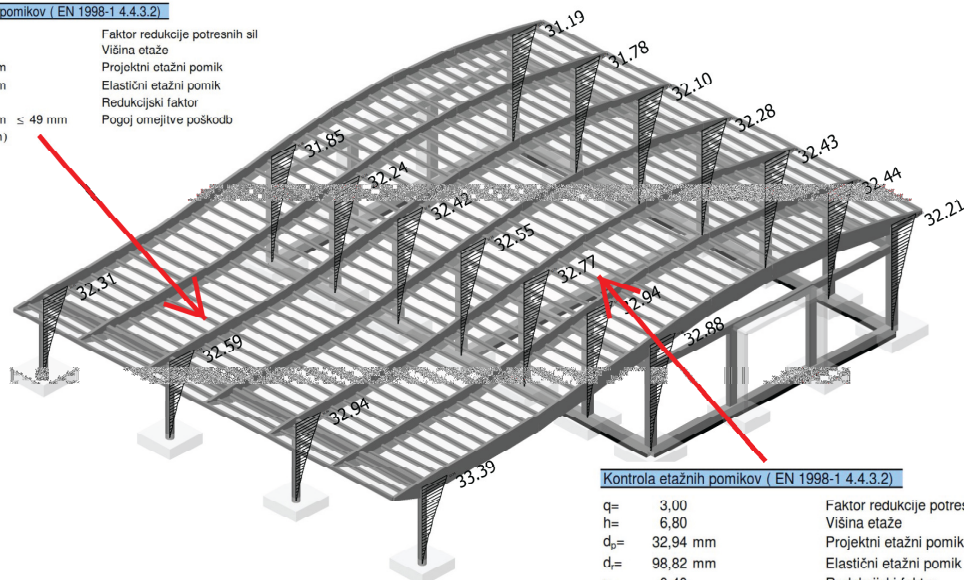 pomikov ( EN 1998-1 4.4.3.2)
Faktor redukcije potresnih sil
Višina etaže
Projektni etažni pomik
Elastični etažni pomik
Redukcijski faktor
≤ 49 mm Pogoj omejitve poškodb
31.19
31.78
32.10
32.28
32.43
32.44
32.21
31.85
32.24
32.42
32.55
32.77
32.94
32.88
32.31
32.59
32.94
33.39
Kontrola etažnih pomikov ( EN 1998-1 4.4.3.2)
q= 3,00 Faktor redukcije
h= 6,80 Višina etaže
dₚ= 32,94 mm Projektni etažni pomik
dᵣ= 98,82 mm Elastični etažni pomik